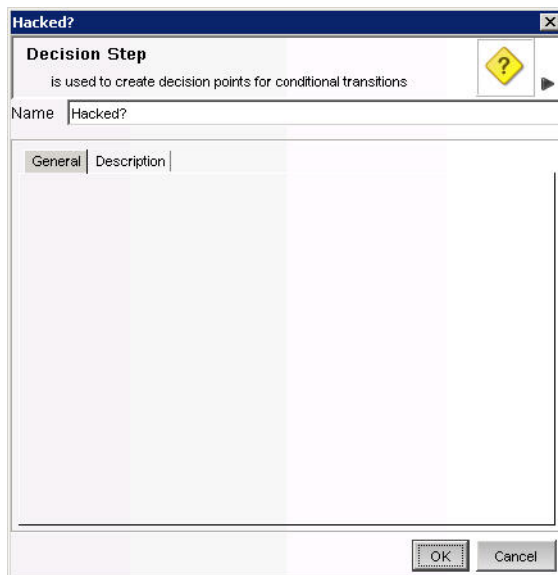 Hacked?
Decision Step
is used to create decision points for conditional transitions
?
Name Hacked?
General Description
OK Cancel